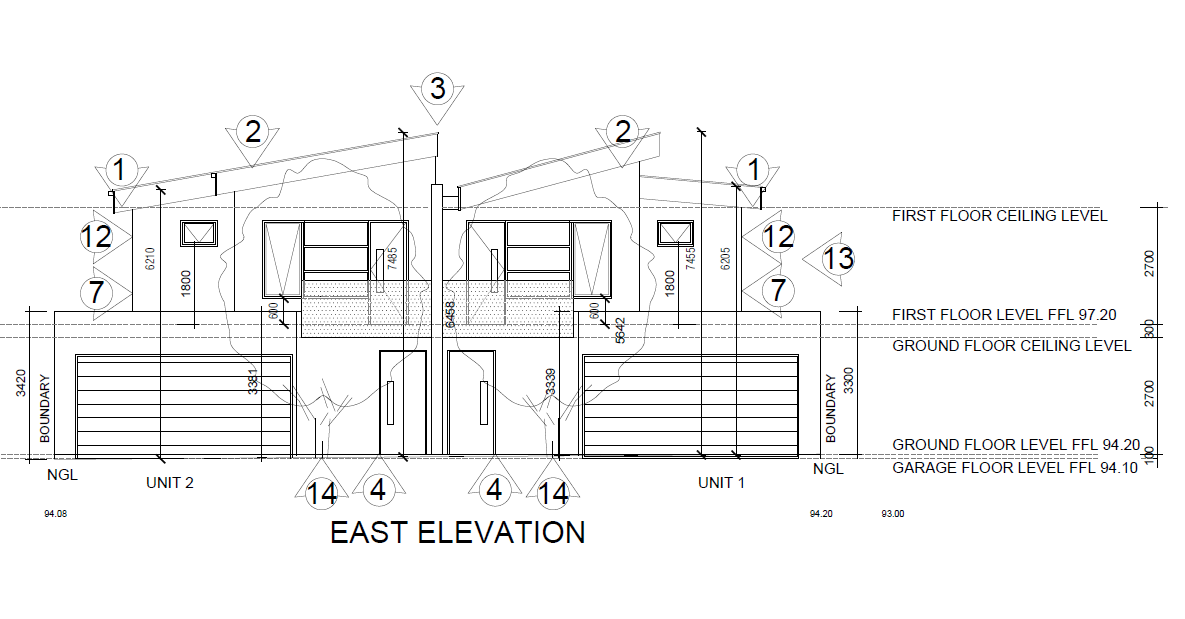 3
2
2
1
1
FIRST FLOOR CEILING LEVEL
12
12
13
6210
7485
7455
6205
2700
1800
1800
7
7
600
600
6458
5642
FIRST FLOOR LEVEL FFL 97.20
300
GROUND FLOOR CEILING LEVEL
3420
BOUNDARY
3381
3339
BOUNDARY
3300
2700
GROUND FLOOR LEVEL FFL 94.20
100
GARAGE FLOOR LEVEL FFL 94.10
NGL
NGL
UNIT 2
14
4
4
14
UNIT 1
94.08
94.20
93.00
EAST ELEVATION